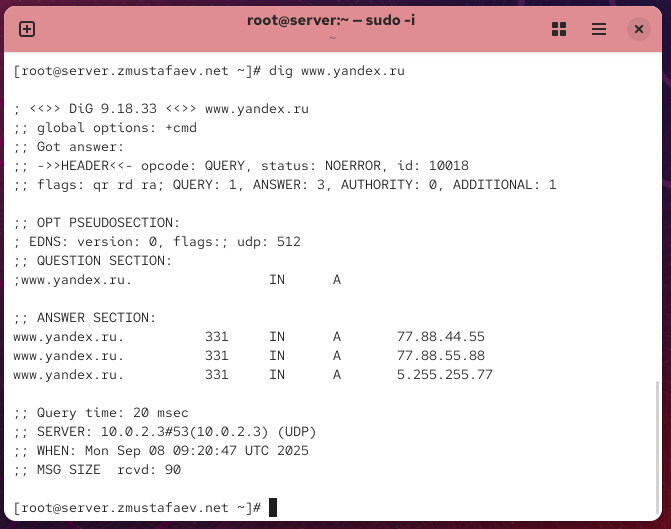 root@server:~ — sudo -i
~
[root@server.zmustafaev.net ~]# dig www.yandex.ru
; <<>> DiG 9.18.33 <<>> www.yandex.ru
;; global options: +cmd
;; Got answer:
;; ->>HEADER<<- opcode: QUERY, status: NOERROR, id: 10018
;; flags: qr rd ra; QUERY: 1, ANSWER: 3, AUTHORITY: 0, ADDITIONAL: 1
;; OPT PSEUDOSECTION:
; EDNS: version: 0, flags:; udp: 512
;; QUESTION SECTION:
;www.yandex.ru. IN A
;; ANSWER SECTION:
www.yandex.ru. 331 IN A 77.88.44.55
www.yandex.ru. 331 IN A 77.88.55.88
www.yandex.ru. 331 IN A 5.255.255.77
;; Query time: 20 msec
;; SERVER: 10.0.2.3#53(10.0.2.3) (UDP)
;; WHEN: Mon Sep 08 09:20:47 UTC 2025
;; MSG SIZE  rcvd: 90
[root@server.zmustafaev.net ~]#